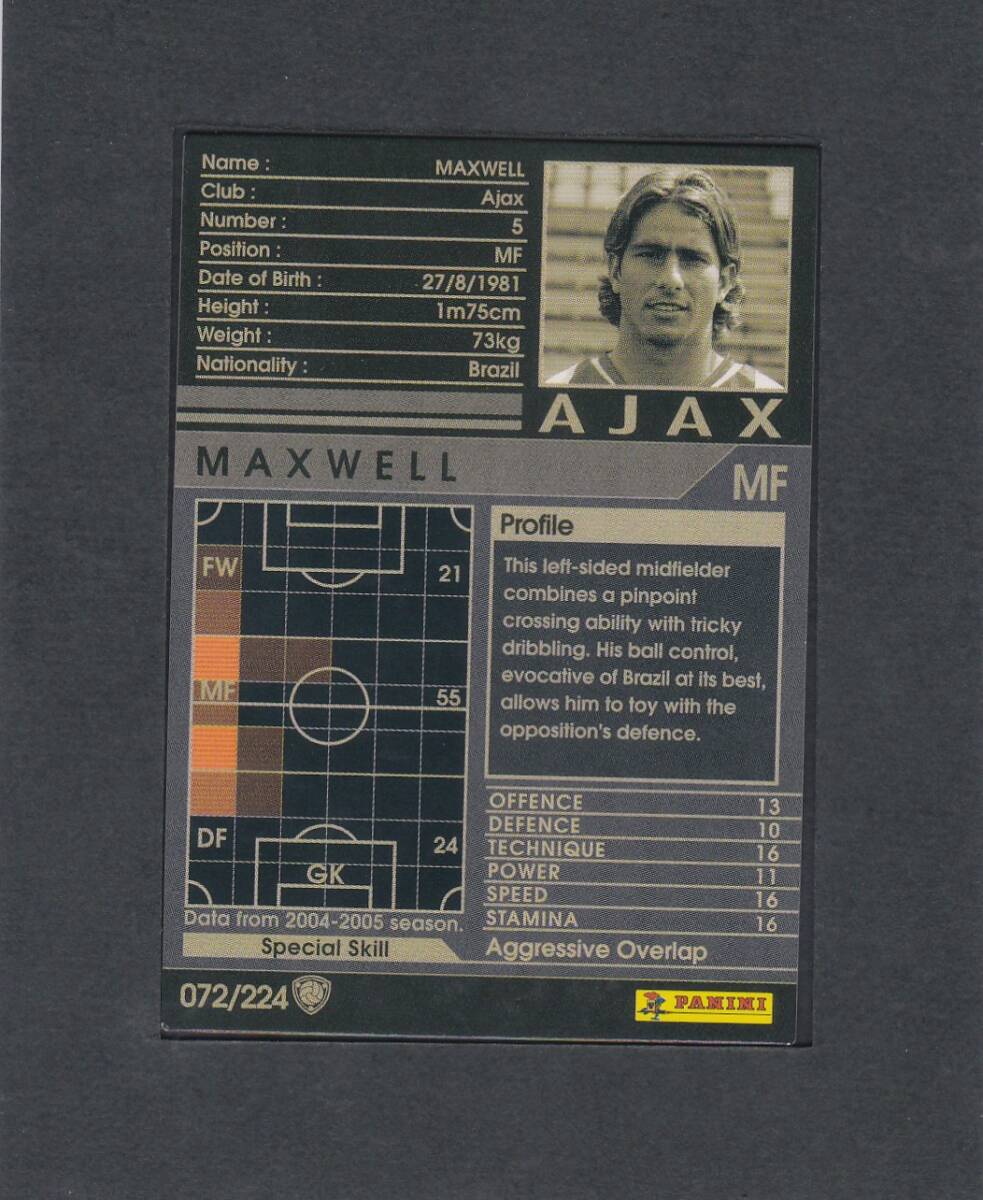 Name : MAXWELL
Club : Ajax
Number : 5
Position : MF
Date of Birth : 27/8/1981
Height : 1m75cm
Weight : 73kg
Nationality : Brazil
AJAX
MAXWELL
MF
FW 21
MF 55
DF 24
GK
Data from 2004-2005 season.
Profile
This left-sided midfielder
combines a pinpoint
crossing ability with tricky
dribbling. His ball control,
evocative of Brazil at its best,
allows him to toy with the
opposition's defence.
OFFENCE 13
DEFENCE 10
TECHNIQUE 16
POWER 11
SPEED 16
STAMINA 16
Special Skill Aggressive Overlap
072/224
PANINI